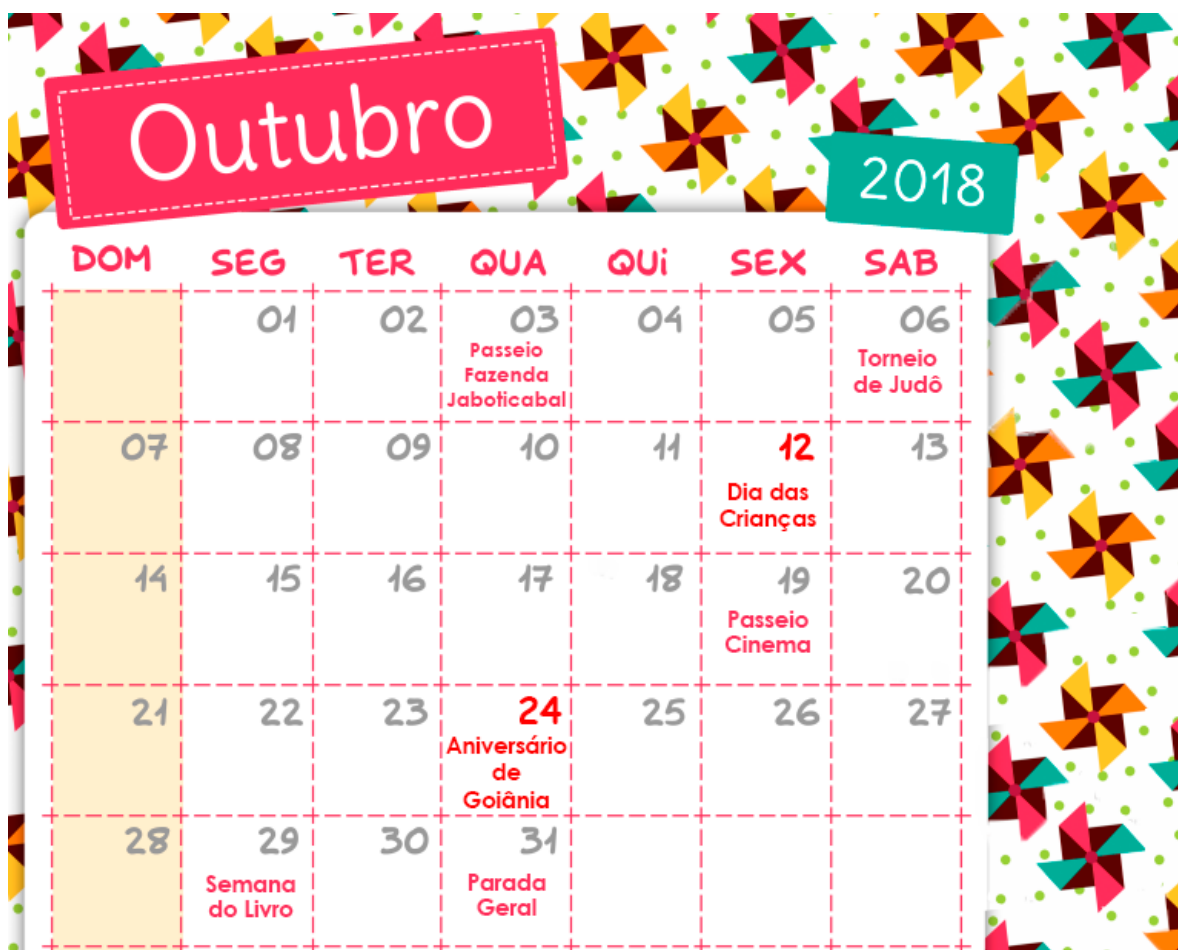 Outubro
2018
DOM SEG TER QUA QUi SEX SAB
01 02 03 04 05 06
Passeio
Fazenda
Jaboticabal
Torneio
de Judô
07 08 09 10 11 12 13
Dia das
Crianças
14 15 16 17 18 19 20
Passeio
Cinema
21 22 23 24 25 26 27
Aniversário
de
Goiânia
28 29 30 31
Semana
do Livro
Parada
Geral